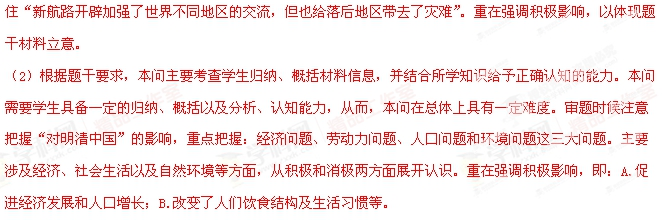 住“新航路开辟加强了世界不同地区的交流，但也给落后地区带去了灾难”。重在强调积极影响，以体现题
干材料立意。
（2）根据题干要求，本问主要考查学生归纳、概括材料信息，并结合所学知识给予正确认知的能力。本问
需要学生具备一定的归纳、概括以及分析、认知能力，从而，本问在总体上具有一定难度。审题时候注意
把握“对明清中国”的影响，重点把握：经济问题、劳动力问题、人口问题和环境问题这三大问题。主要
涉及经济、社会生活以及自然环境等方面，从积极和消极两方面展开认识。重在强调积极影响，即：A.促
进经济发展和人口增长；B.改变了人们饮食结构及生活习惯等。